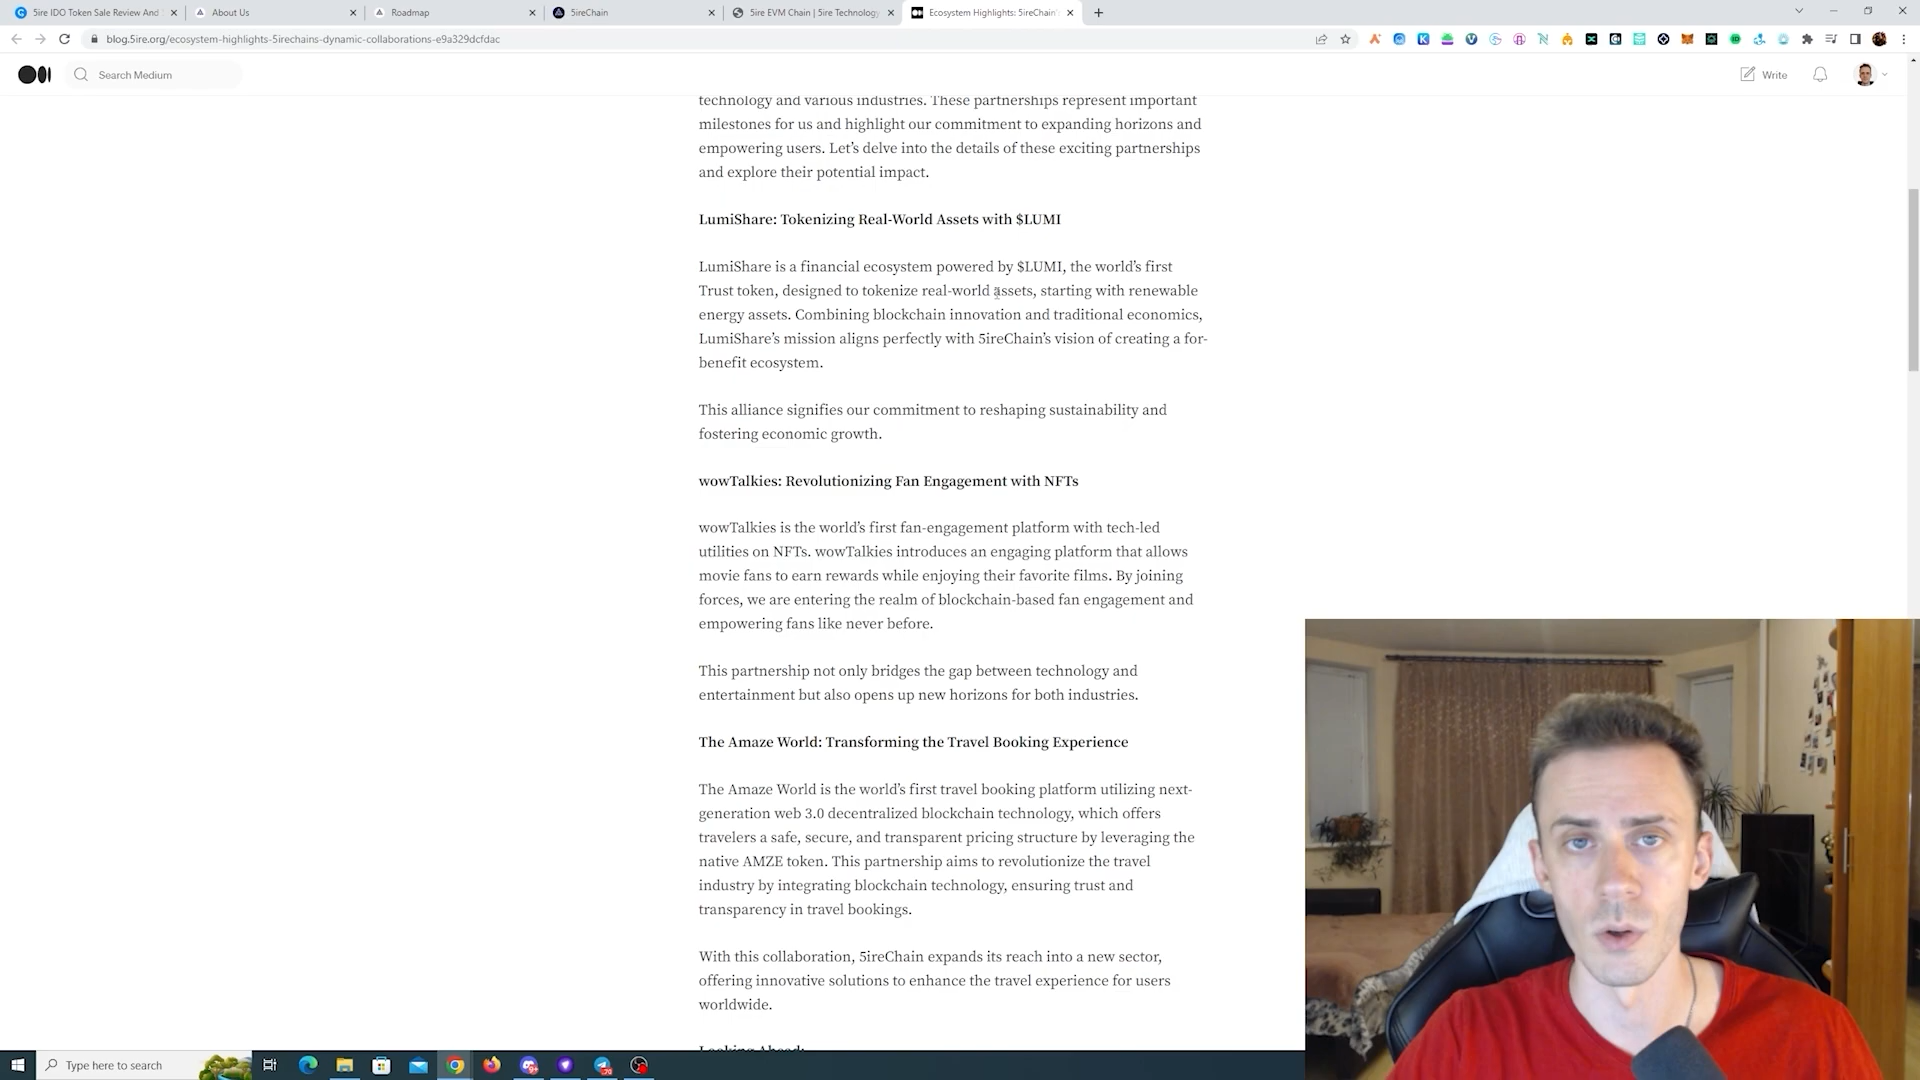 5ire IDO Token Sale Review And
About Us
Roadmap
5ireChain
5ire EVM Chain | 5ire Technology
Ecosystem Highlights: 5ireChain'
blog.5ire.org/ecosystem-highlights-5irechains-dynamic-collaborations-e9a329dcfdac
Search Medium
Write
technology and various industries. These partnerships represent important
milestones for us and highlight our commitment to expanding horizons and
empowering users. Let’s delve into the details of these exciting partnerships
and explore their potential impact.
LumiShare: Tokenizing Real-World Assets with $LUMI
LumiShare is a financial ecosystem powered by $LUMI, the world’s first
Trust token, designed to tokenize real-world assets, starting with renewable
energy assets. Combining blockchain innovation and traditional economics,
LumiShare’s mission aligns perfectly with 5ireChain’s vision of creating a for-
benefit ecosystem.
This alliance signifies our commitment to reshaping sustainability and
fostering economic growth.
wowTalkies: Revolutionizing Fan Engagement with NFTs
wowTalkies is the world’s first fan-engagement platform with tech-led
utilities on NFTs. wowTalkies introduces an engaging platform that allows
movie fans to earn rewards while enjoying their favorite films. By joining
forces, we are entering the realm of blockchain-based fan engagement and
empowering fans like never before.
This partnership not only bridges the gap between technology and
entertainment but also opens up new horizons for both industries.
The Amaze World: Transforming the Travel Booking Experience
The Amaze World is the world’s first travel booking platform utilizing next-
generation web 3.0 decentralized blockchain technology, which offers
travelers a safe, secure, and transparent pricing structure by leveraging the
native AMZE token. This partnership aims to revolutionize the travel
industry by integrating blockchain technology, ensuring trust and
transparency in travel bookings.
With this collaboration, 5ireChain expands its reach into a new sector,
offering innovative solutions to enhance the travel experience for users
worldwide.
Looking Ahead:
Type here to search